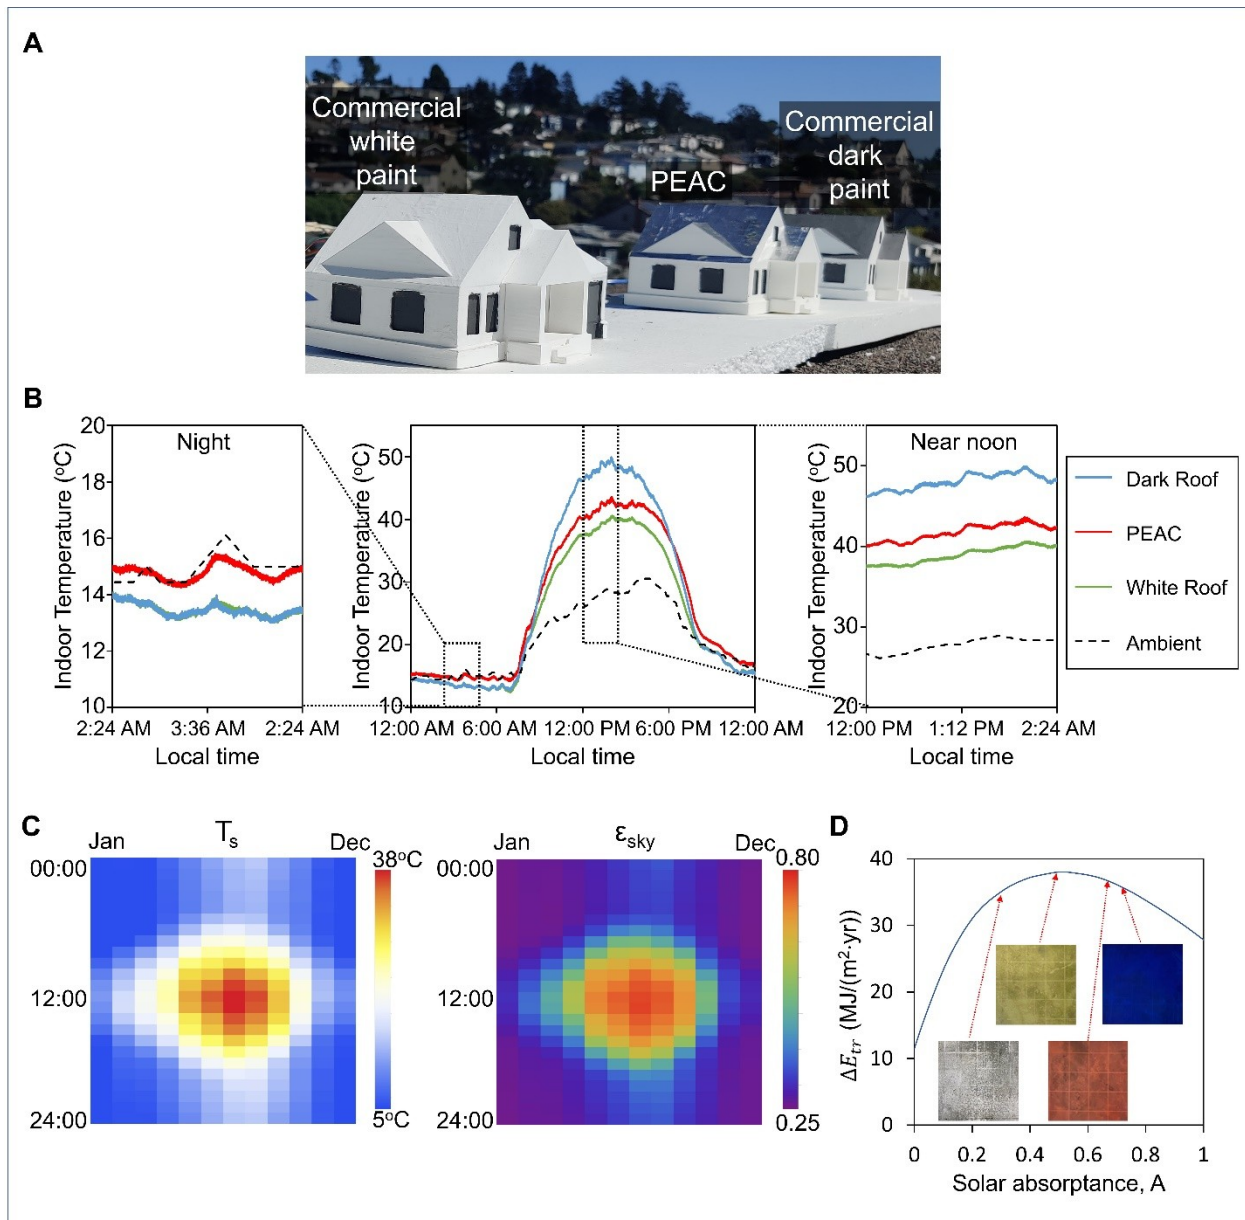 A
Commercial
white
paint
PEAC
Commercial
dark
paint
B
Indoor Temperature (°C)
20
18
16
14
12
10
Night
2:24 AM
3:36 AM
2:24 AM
Local time
Indoor Temperature (°C)
50
40
30
20
10
12:00 AM
6:00 AM
12:00 PM
6:00 PM
12:00 AM
Local time
Indoor Temperature (°C)
50
40
30
20
Near noon
12:00 PM
1:12 PM
2:24 AM
Local time
Dark Roof
PEAC
White Roof
Ambient
C
Jan
Ts
Dec
00:00
12:00
24:00
38°C
5°C
Jan
εsky
Dec
00:00
12:00
24:00
0.80
0.25
D
ΔEtr (MJ/(m²·yr))
40
30
20
10
0
0
0.2
0.4
0.6
0.8
1
Solar absorptance, A